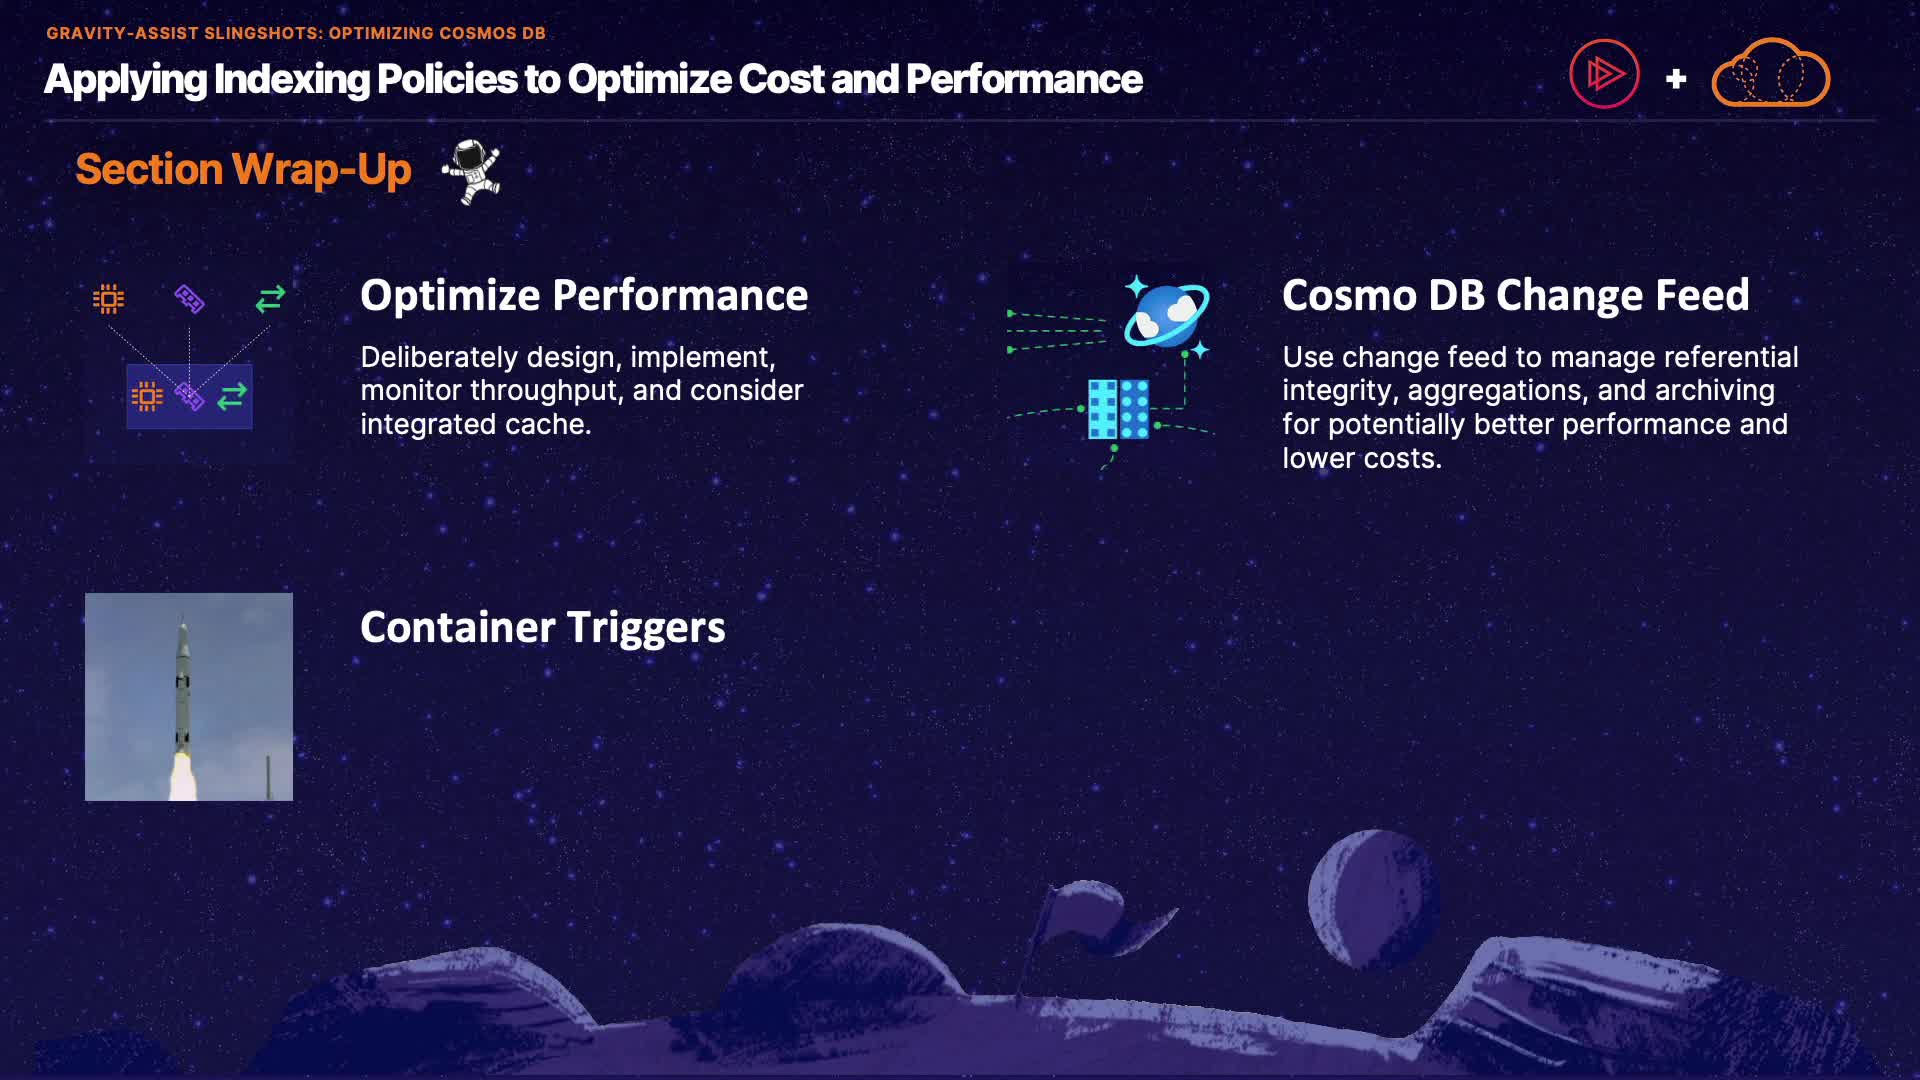 GRAVITY-ASSIST SLINGSHOTS: OPTIMIZING COSMOS DB
Applying Indexing Policies to Optimize Cost and Performance
+
Section Wrap-Up
Optimize Performance
Deliberately design, implement,
monitor throughput, and consider
integrated cache.
Cosmo DB Change Feed
Use change feed to manage referential
integrity, aggregations, and archiving
for potentially better performance and
lower costs.
Container Triggers